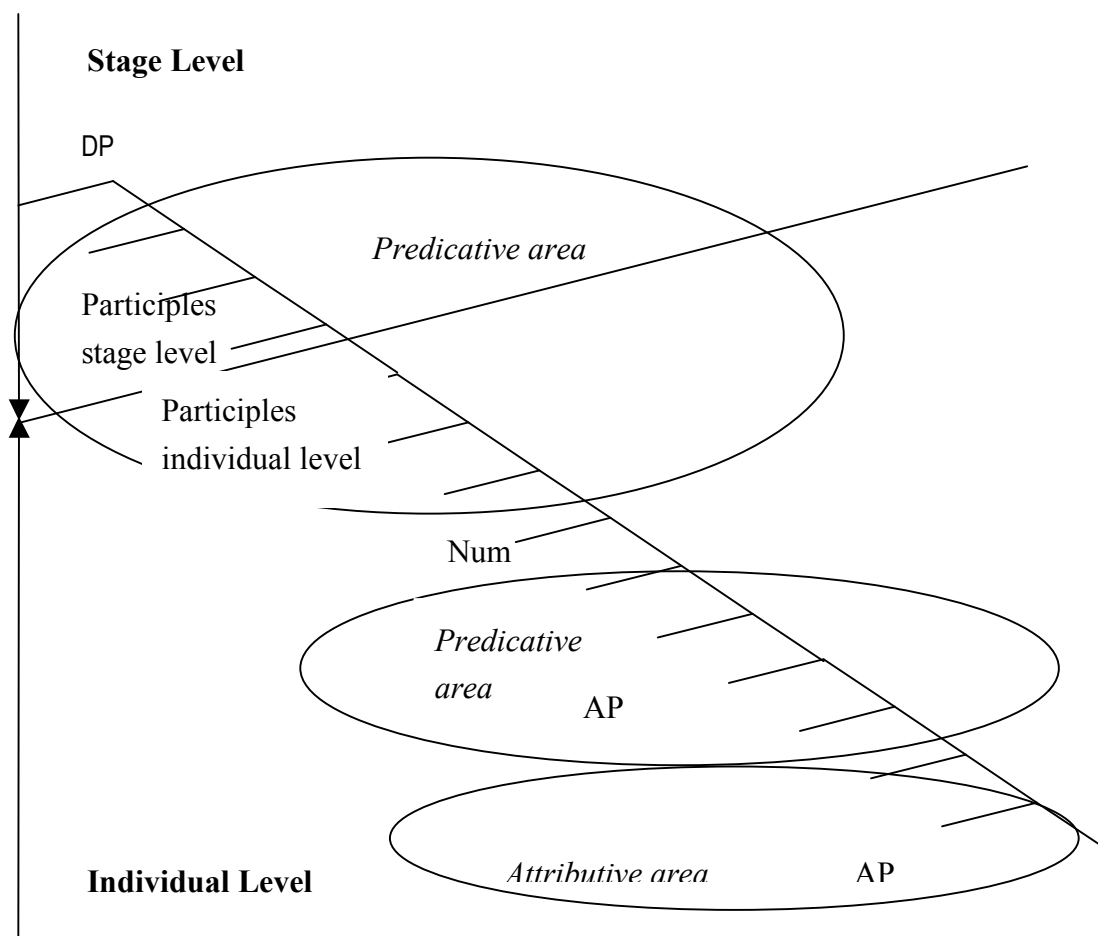 Stage Level
DP
Predicative area
Participles
stage level
Participles
individual level
Num
Predicative
area
AP
Attributive area
AP
Individual Level